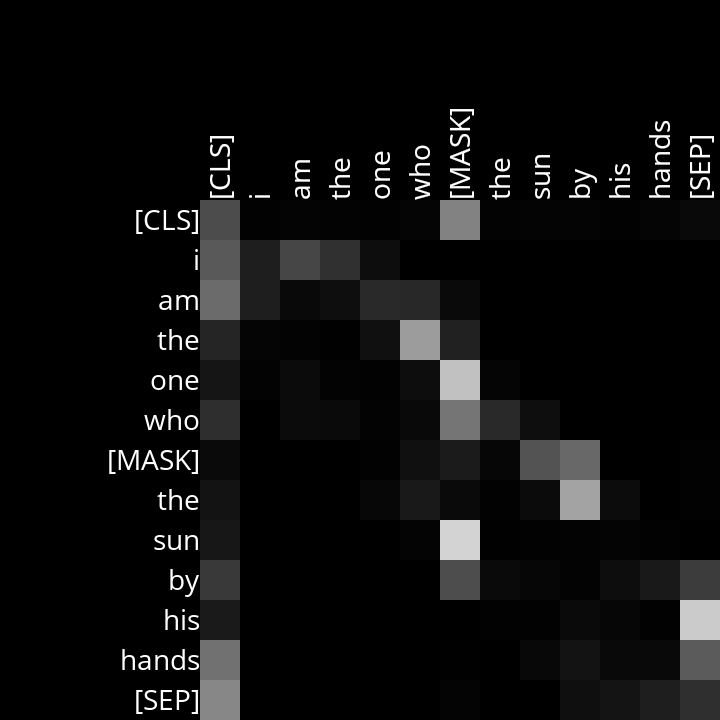 [CLS] i am the one who [MASK] the sun by his hands [SEP]
[CLS]
i
am
the
one
who
[MASK]
the
sun
by
his
hands
[SEP]